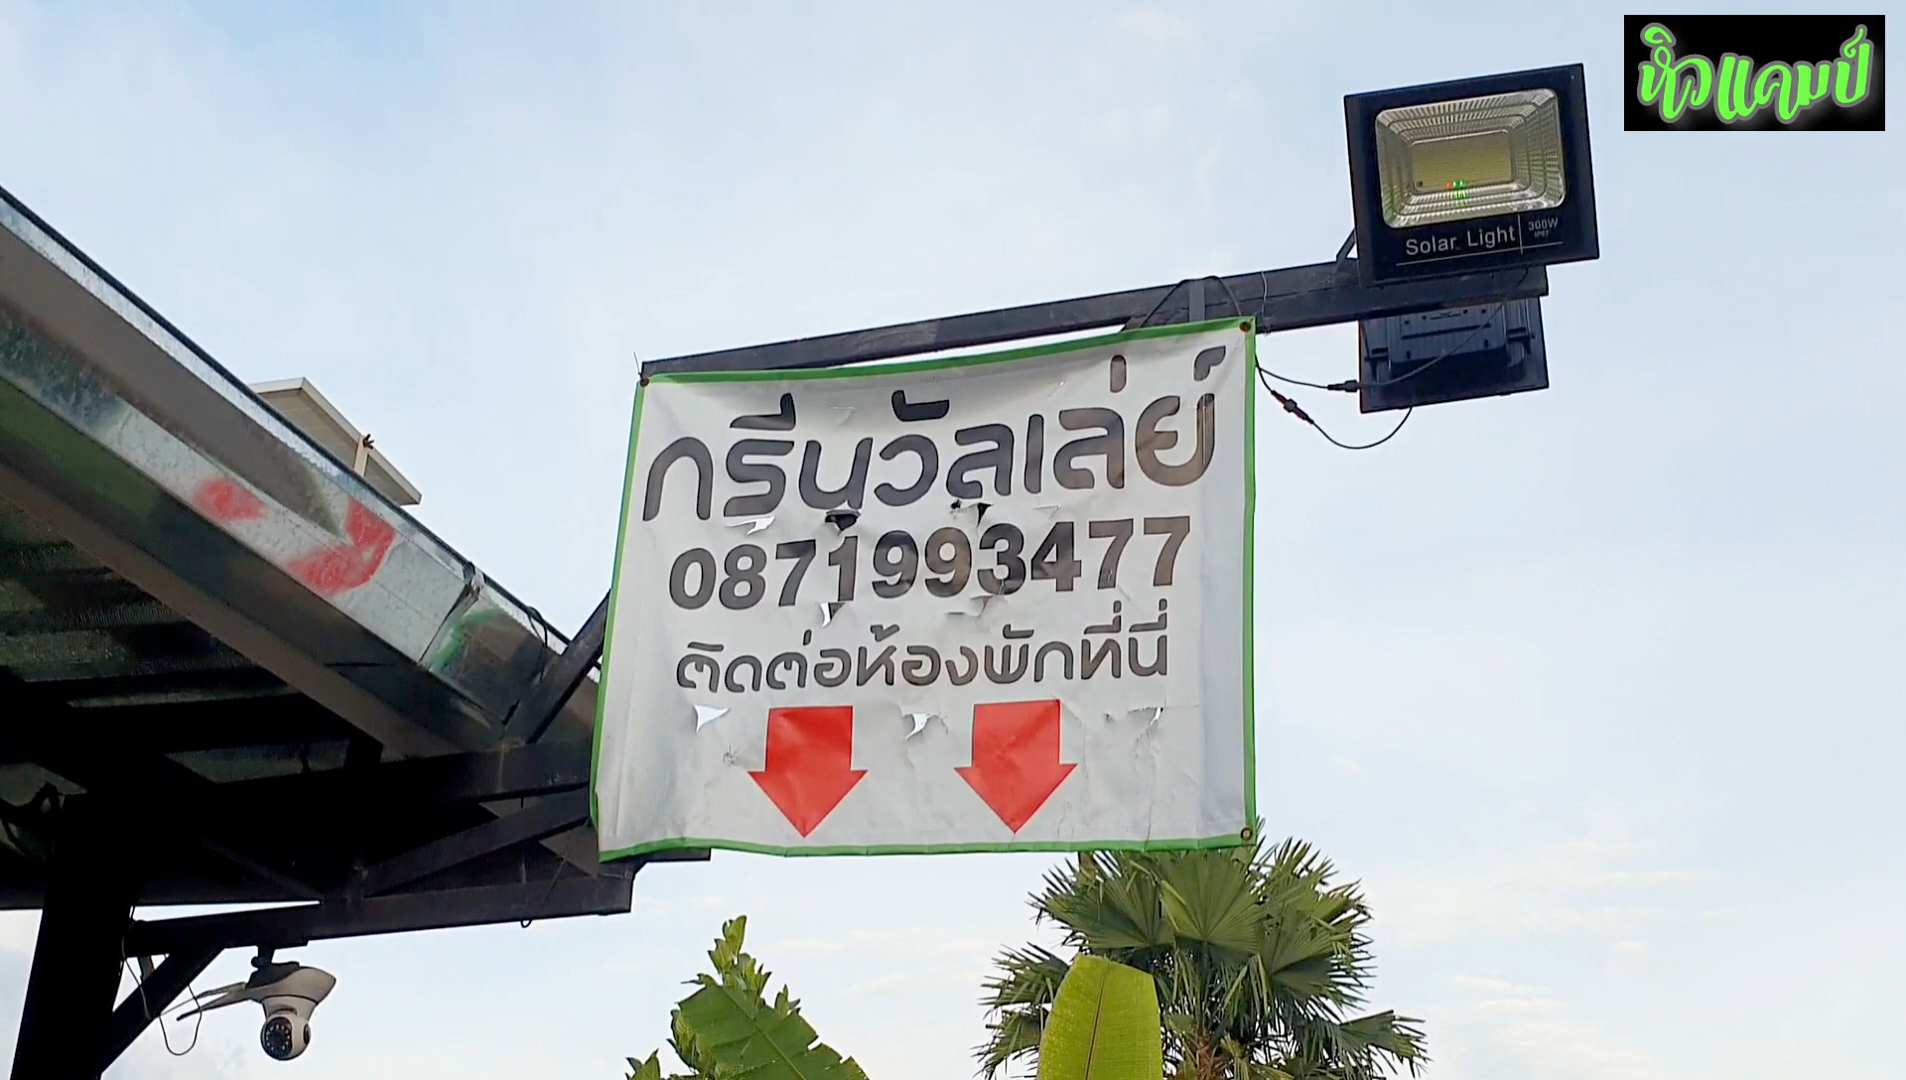 หิวแคมป์
Solar Light
300W
IP67
กรีนวัลเล่ย์
0871993477
ติดต่อห้องพักที่นี่